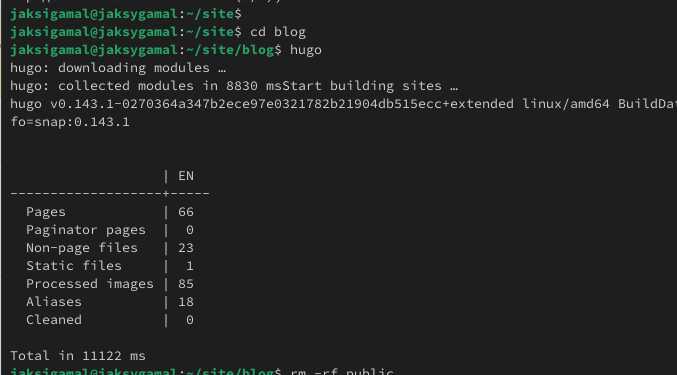 jaksigamal@jaksygamal:~/site$
jaksigamal@jaksygamal:~/site$ cd blog
jaksigamal@jaksygamal:~/site/blog$ hugo
hugo: downloading modules …
hugo: collected modules in 8830 msStart building sites …
hugo v0.143.1-0270364a347b2ece97e0321782b21904db515ecc+extended linux/amd64 BuildDat
fo=snap:0.143.1
| EN
-------------------+-----
Pages | 66
Paginator pages | 0
Non-page files | 23
Static files | 1
Processed images | 85
Aliases | 18
Cleaned | 0
Total in 11122 ms
jaksigamal@jaksygamal:~/site/blog$ rm -rf public